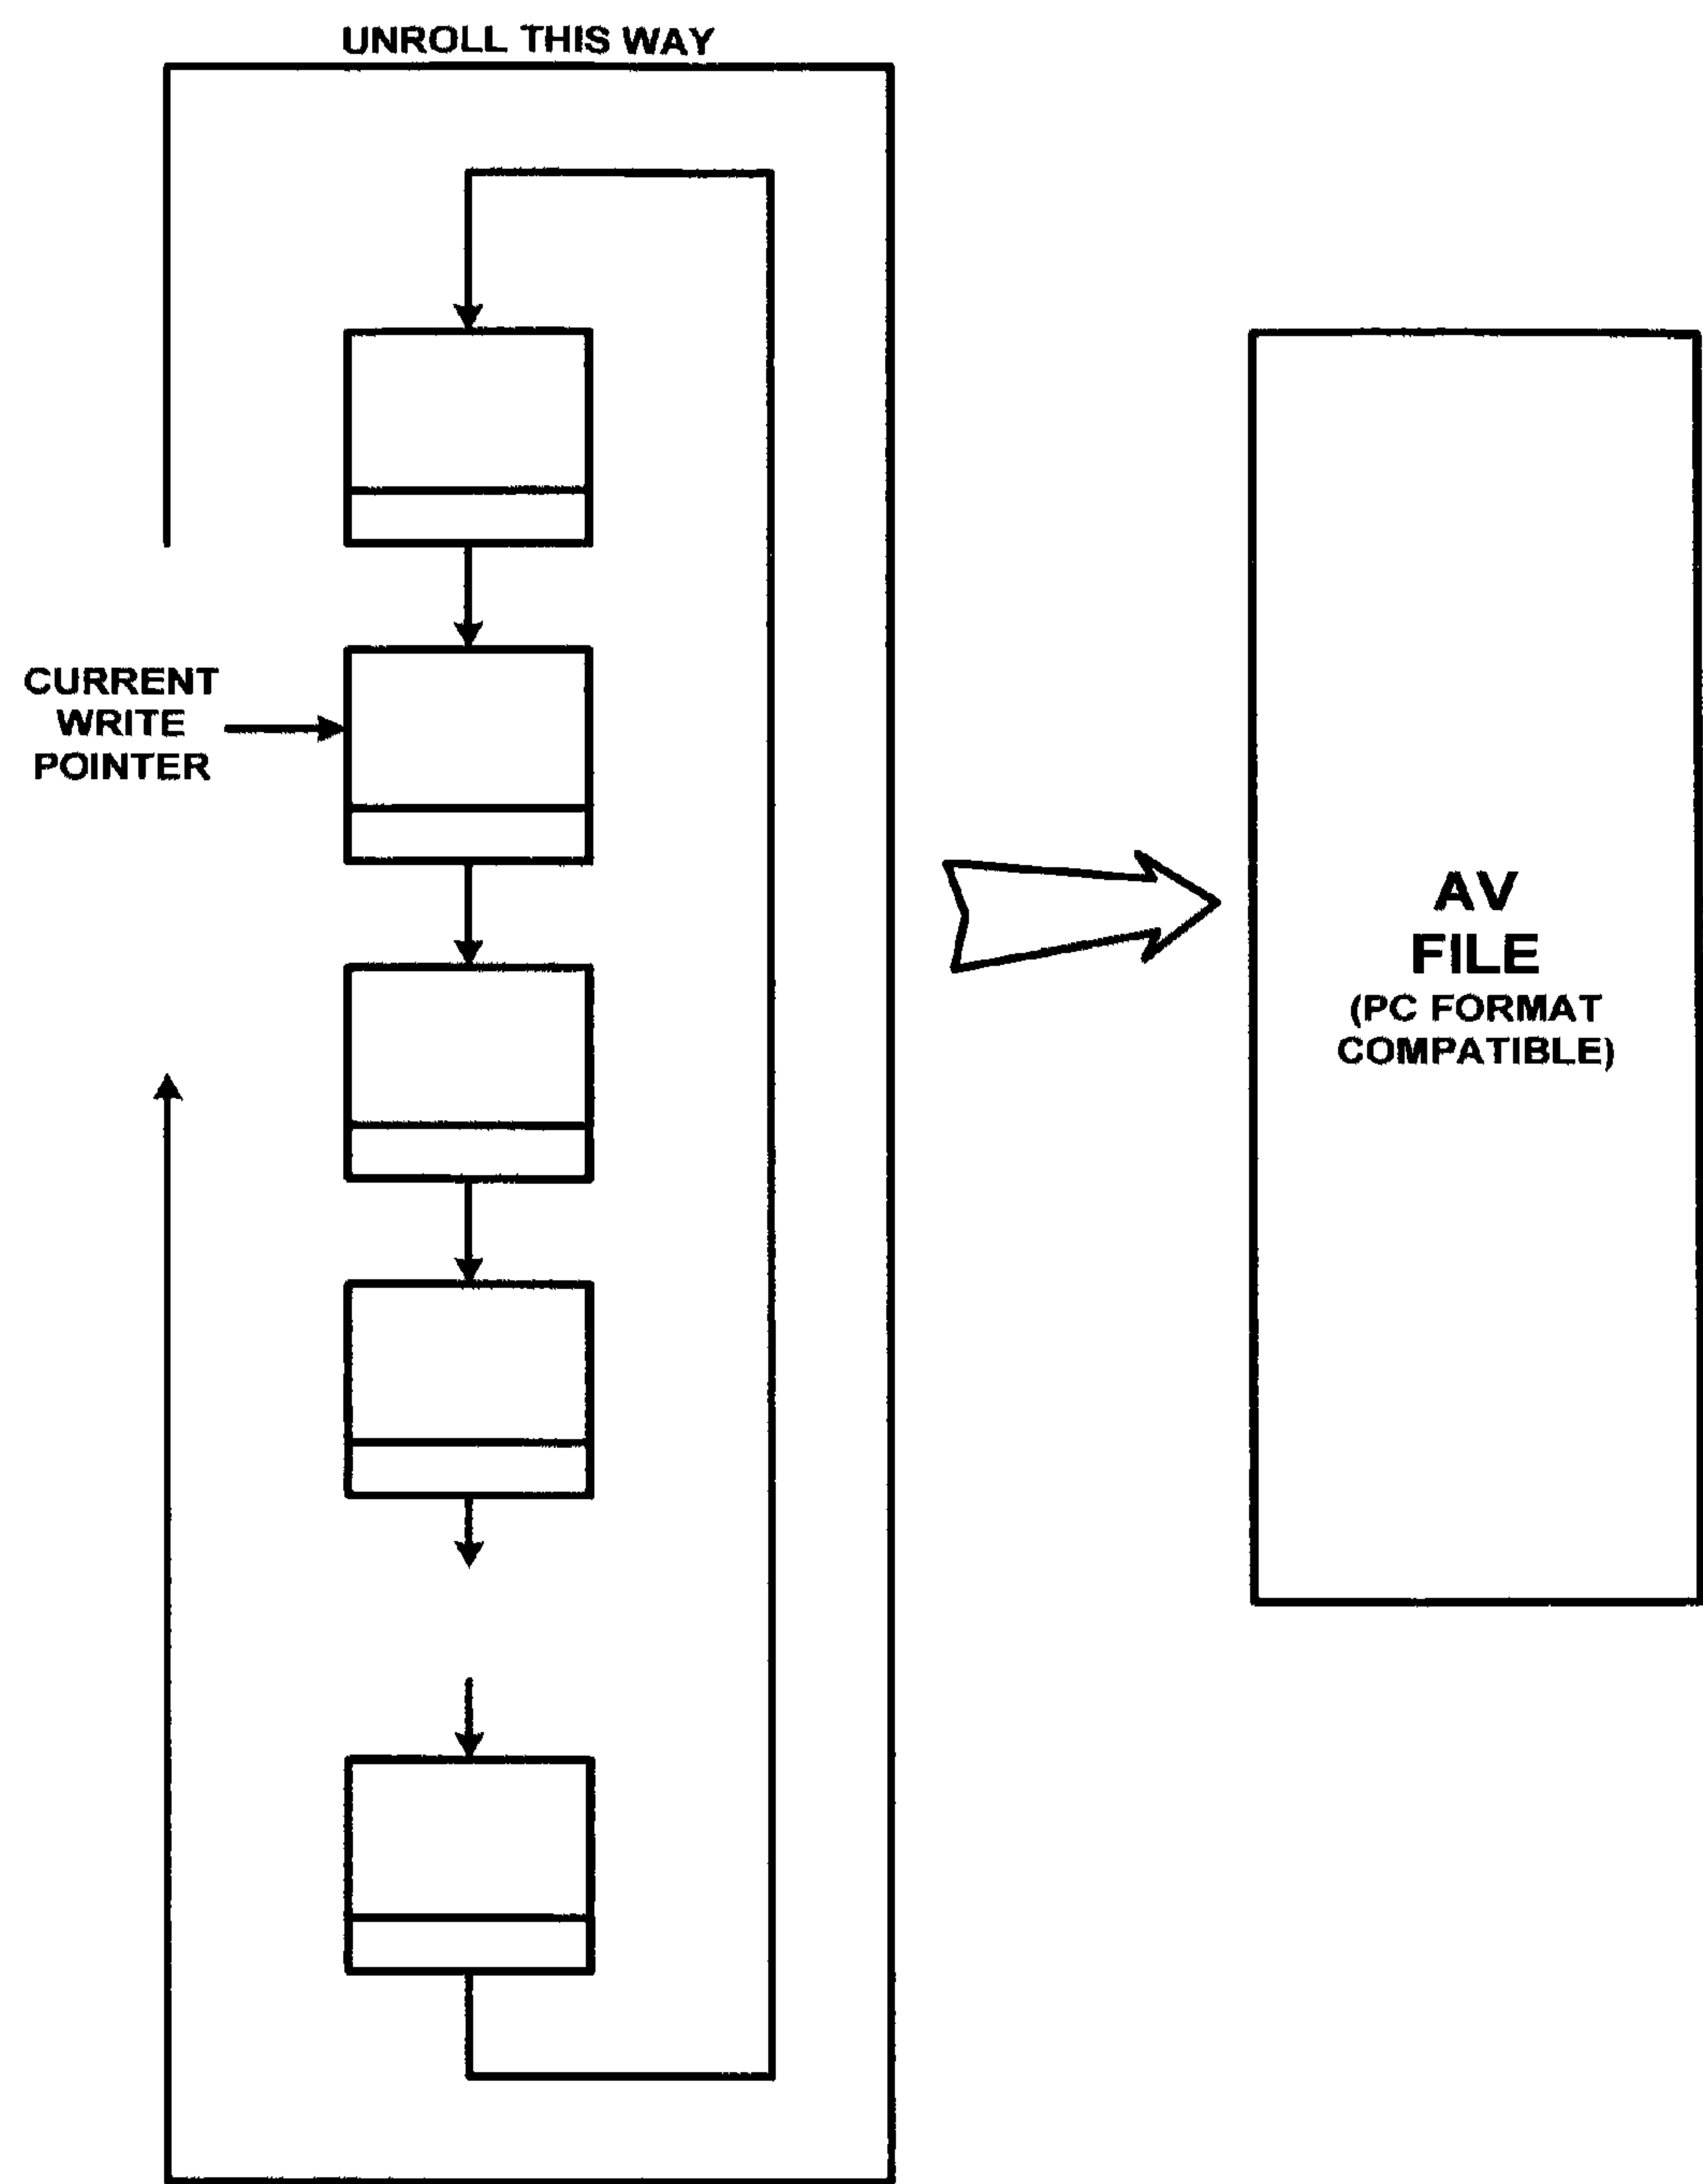 UNROLL THIS WAY
CURRENT
WRITE
POINTER
AV
FILE
(PC FORMAT
COMPATIBLE)